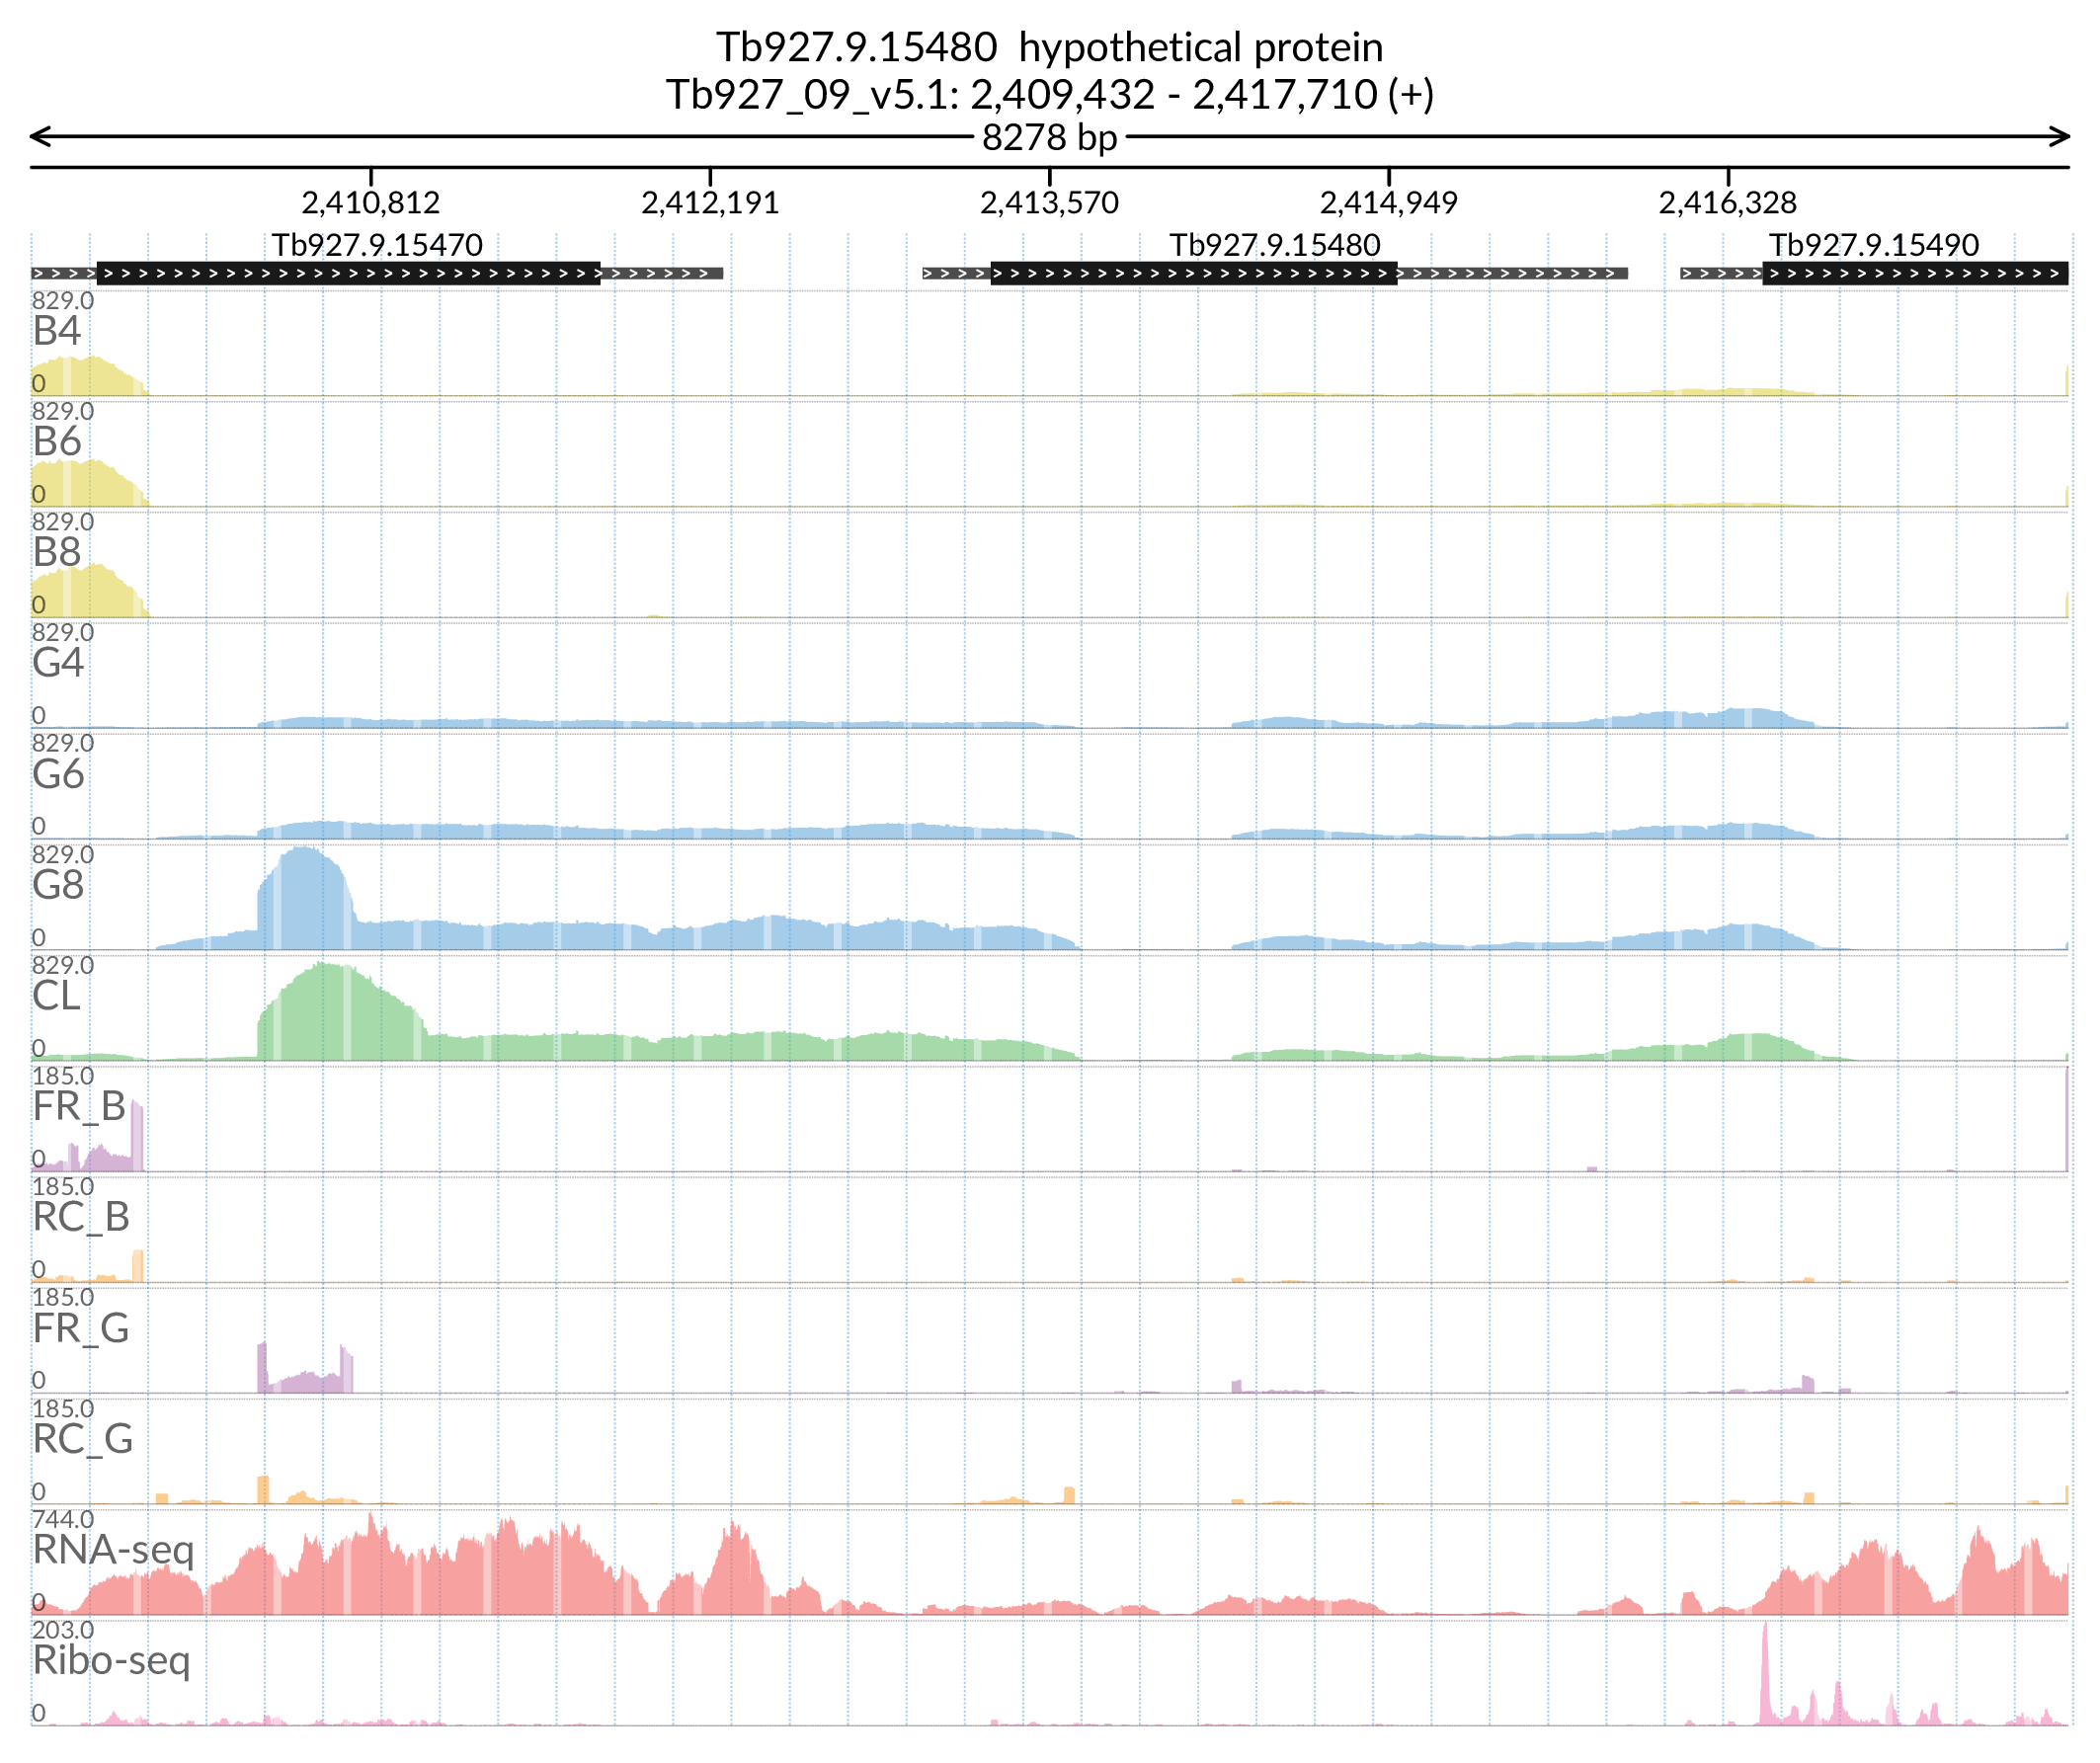 Tb927.9.15480 hypothetical protein
Tb927_09_v5.1: 2,409,432 - 2,417,710 (+)
8278 bp
2,410,812 2,412,191 2,413,570 2,414,949 2,416,328
Tb927.9.15470 Tb927.9.15480 Tb927.9.15490
829.0
B4
0
829.0
B6
0
829.0
B8
0
829.0
G4
0
829.0
G6
0
829.0
G8
0
829.0
CL
0
185.0
FR_B
0
185.0
RC_B
0
185.0
FR_G
0
185.0
RC_G
0
744.0
RNA-seq
0
203.0
Ribo-seq
0